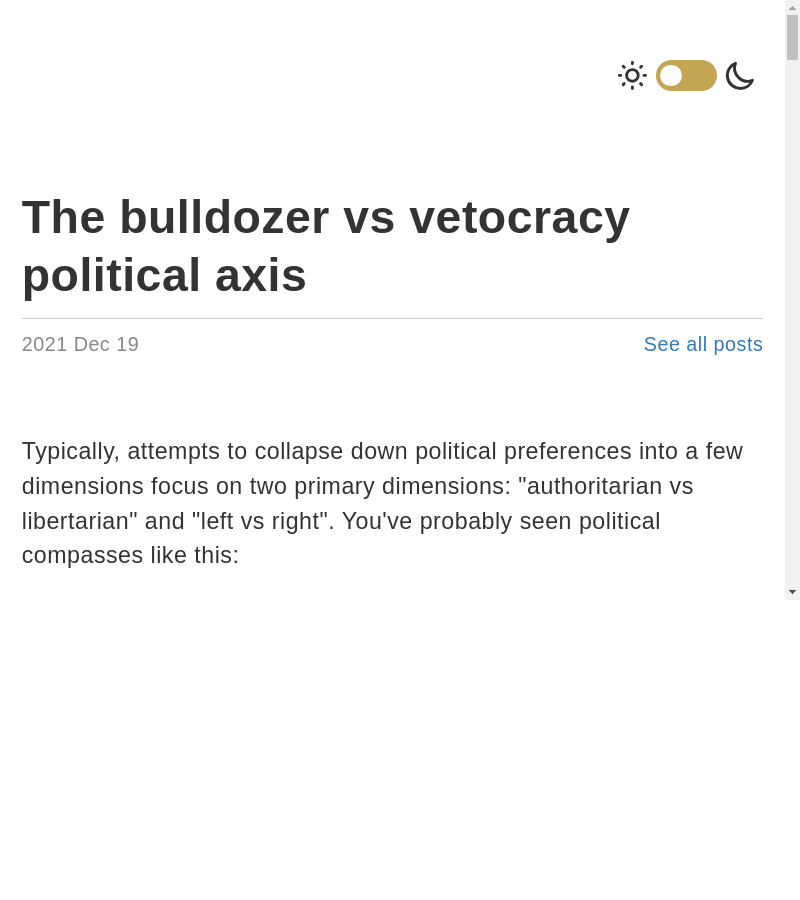 The bulldozer vs vetocracy
political axis
2021 Dec 19 See all posts
Typically, attempts to collapse down political preferences into a few
dimensions focus on two primary dimensions: "authoritarian vs
libertarian" and "left vs right". You've probably seen political
compasses like this: